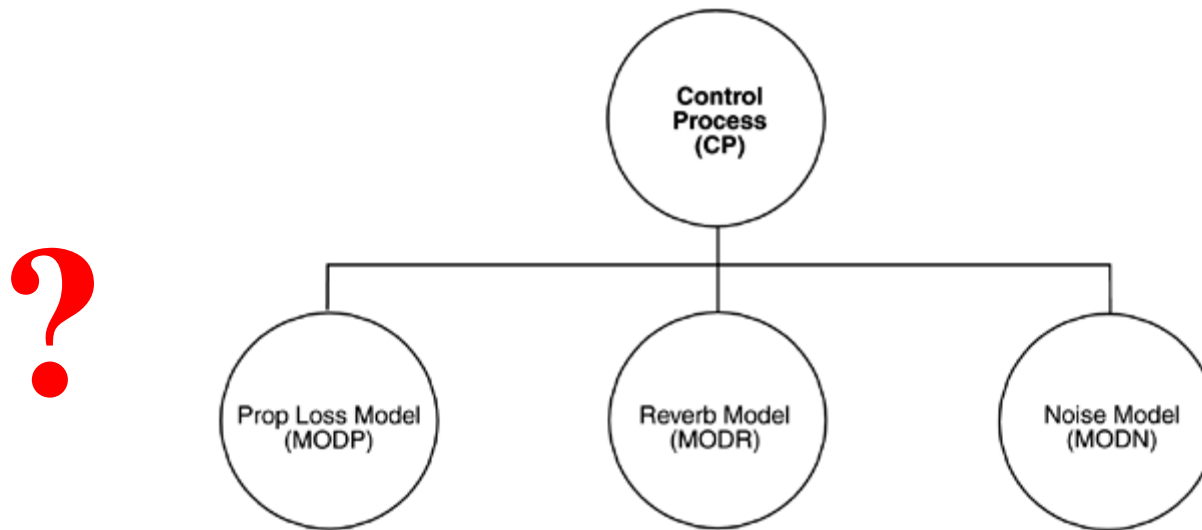 Control
Process
(CP)
?
Prop Loss Model
(MODP)
Reverb Model
(MODR)
Noise Model
(MODN)